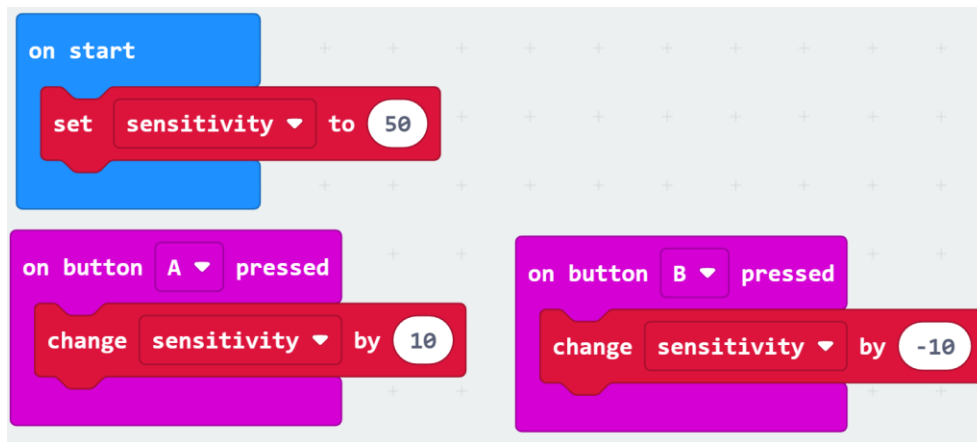 on start
set sensitivity to 50
on button A pressed
change sensitivity by 10
on button B pressed
change sensitivity by -10